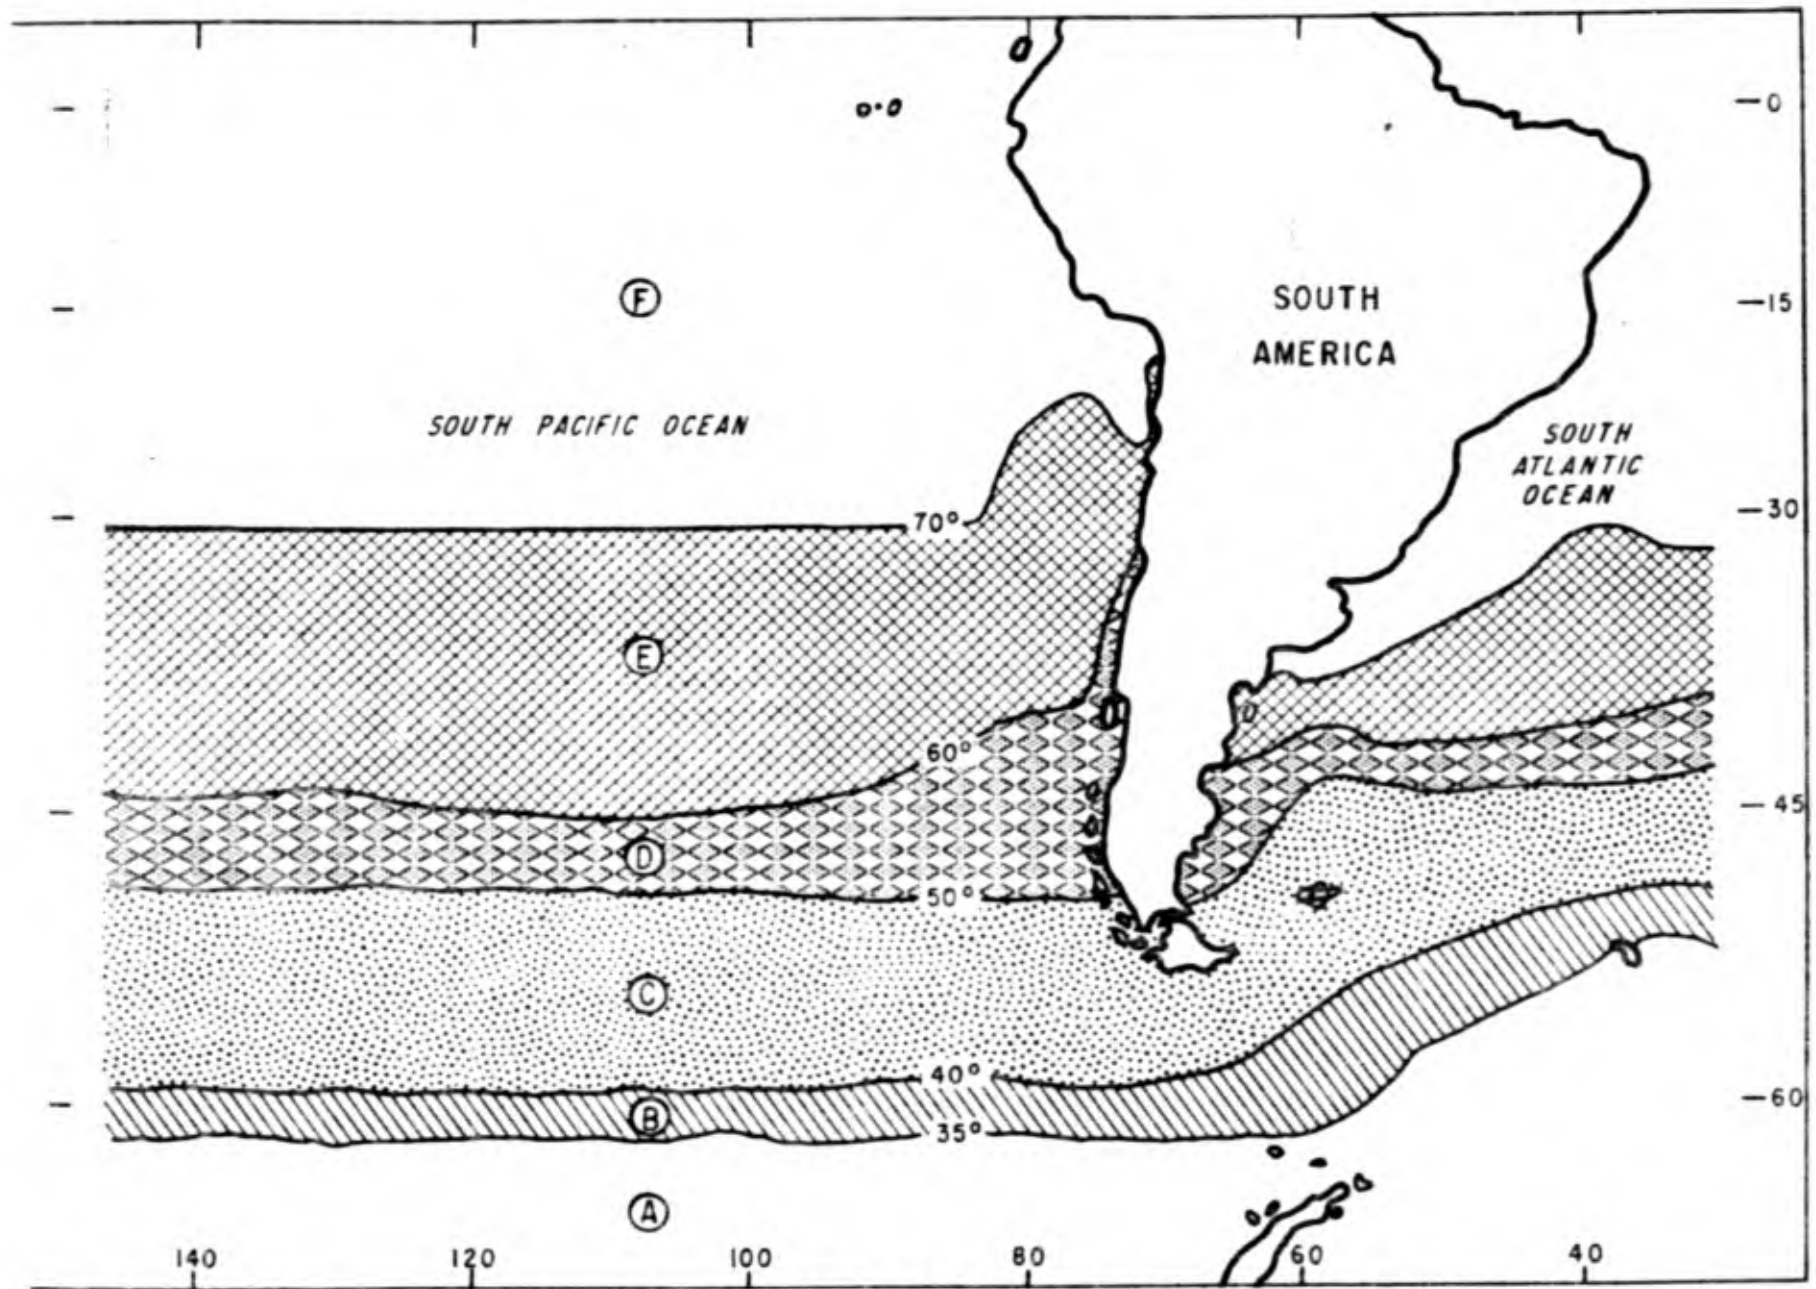 —0
F
SOUTH
AMERICA
—15
SOUTH PACIFIC OCEAN
SOUTH
ATLANTIC
OCEAN
70°
—30
E
60°
—45
D
50°
C
40°
—60
B
35°
A
140 120 100 80 60 40